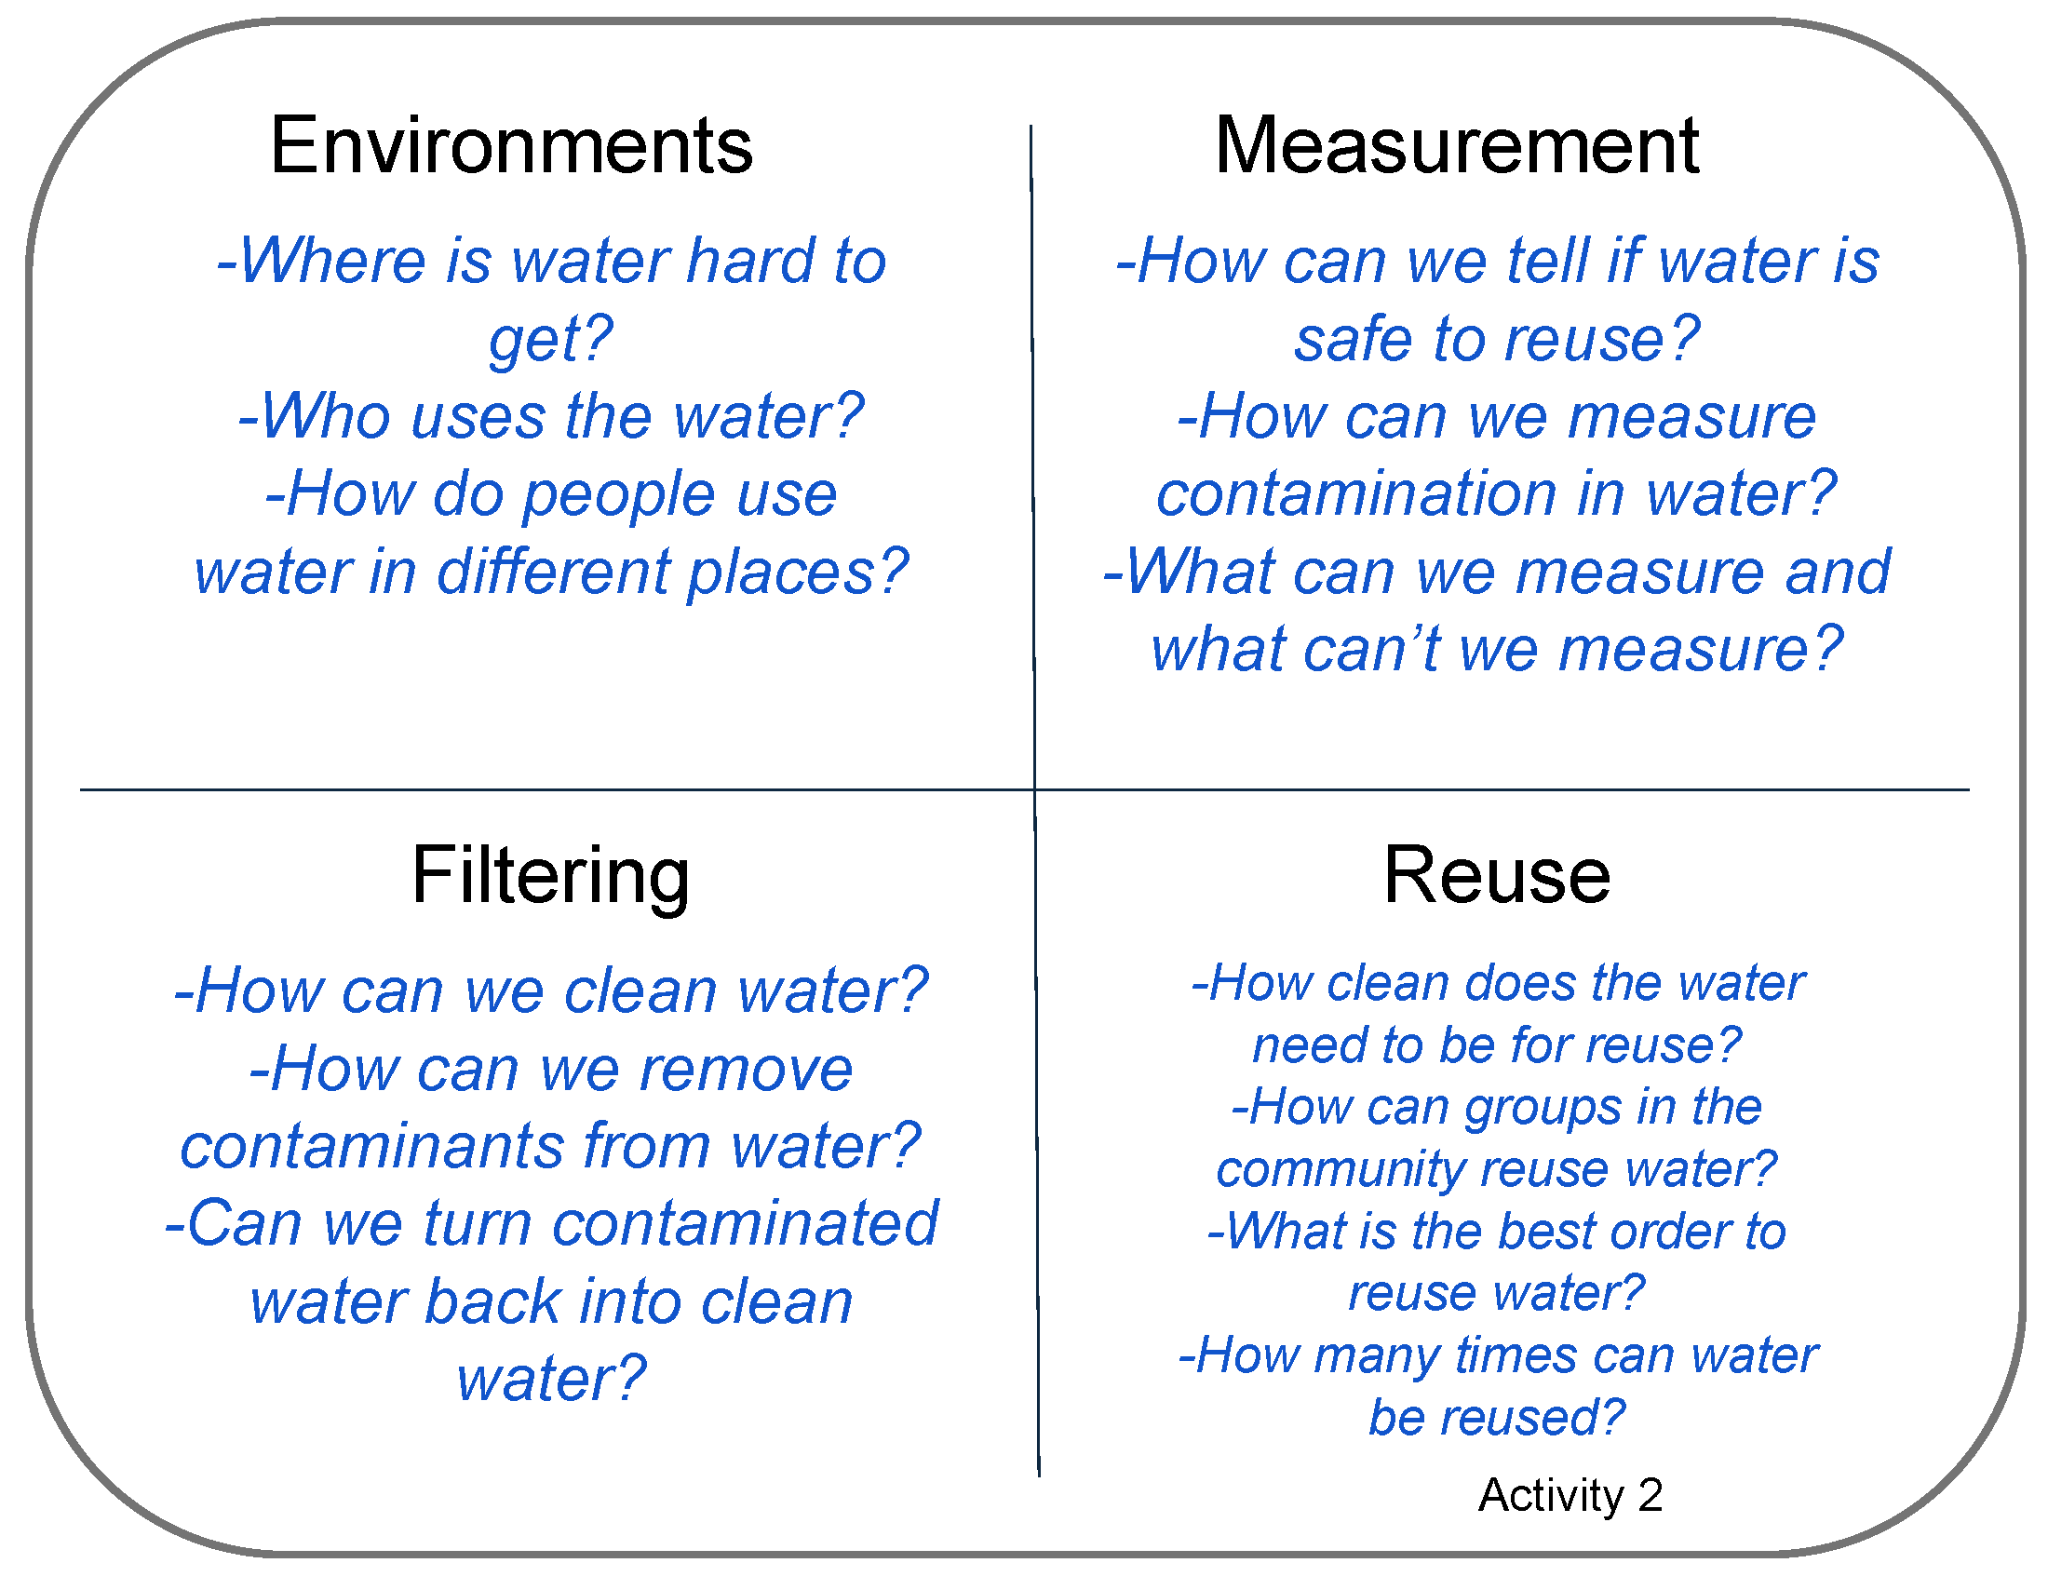 Environments
-Where is water hard to
get?
-Who uses the water?
-How do people use
water in different places?
Measurement
-How can we tell if water is
safe to reuse?
-How can we measure
contamination in water?
-What can we measure and
what can’t we measure?
Filtering
-How can we clean water?
-How can we remove
contaminants from water?
-Can we turn contaminated
water back into clean
water?
Reuse
-How clean does the water
need to be for reuse?
-How can groups in the
community reuse water?
-What is the best order to
reuse water?
-How many times can water
be reused?
Activity 2